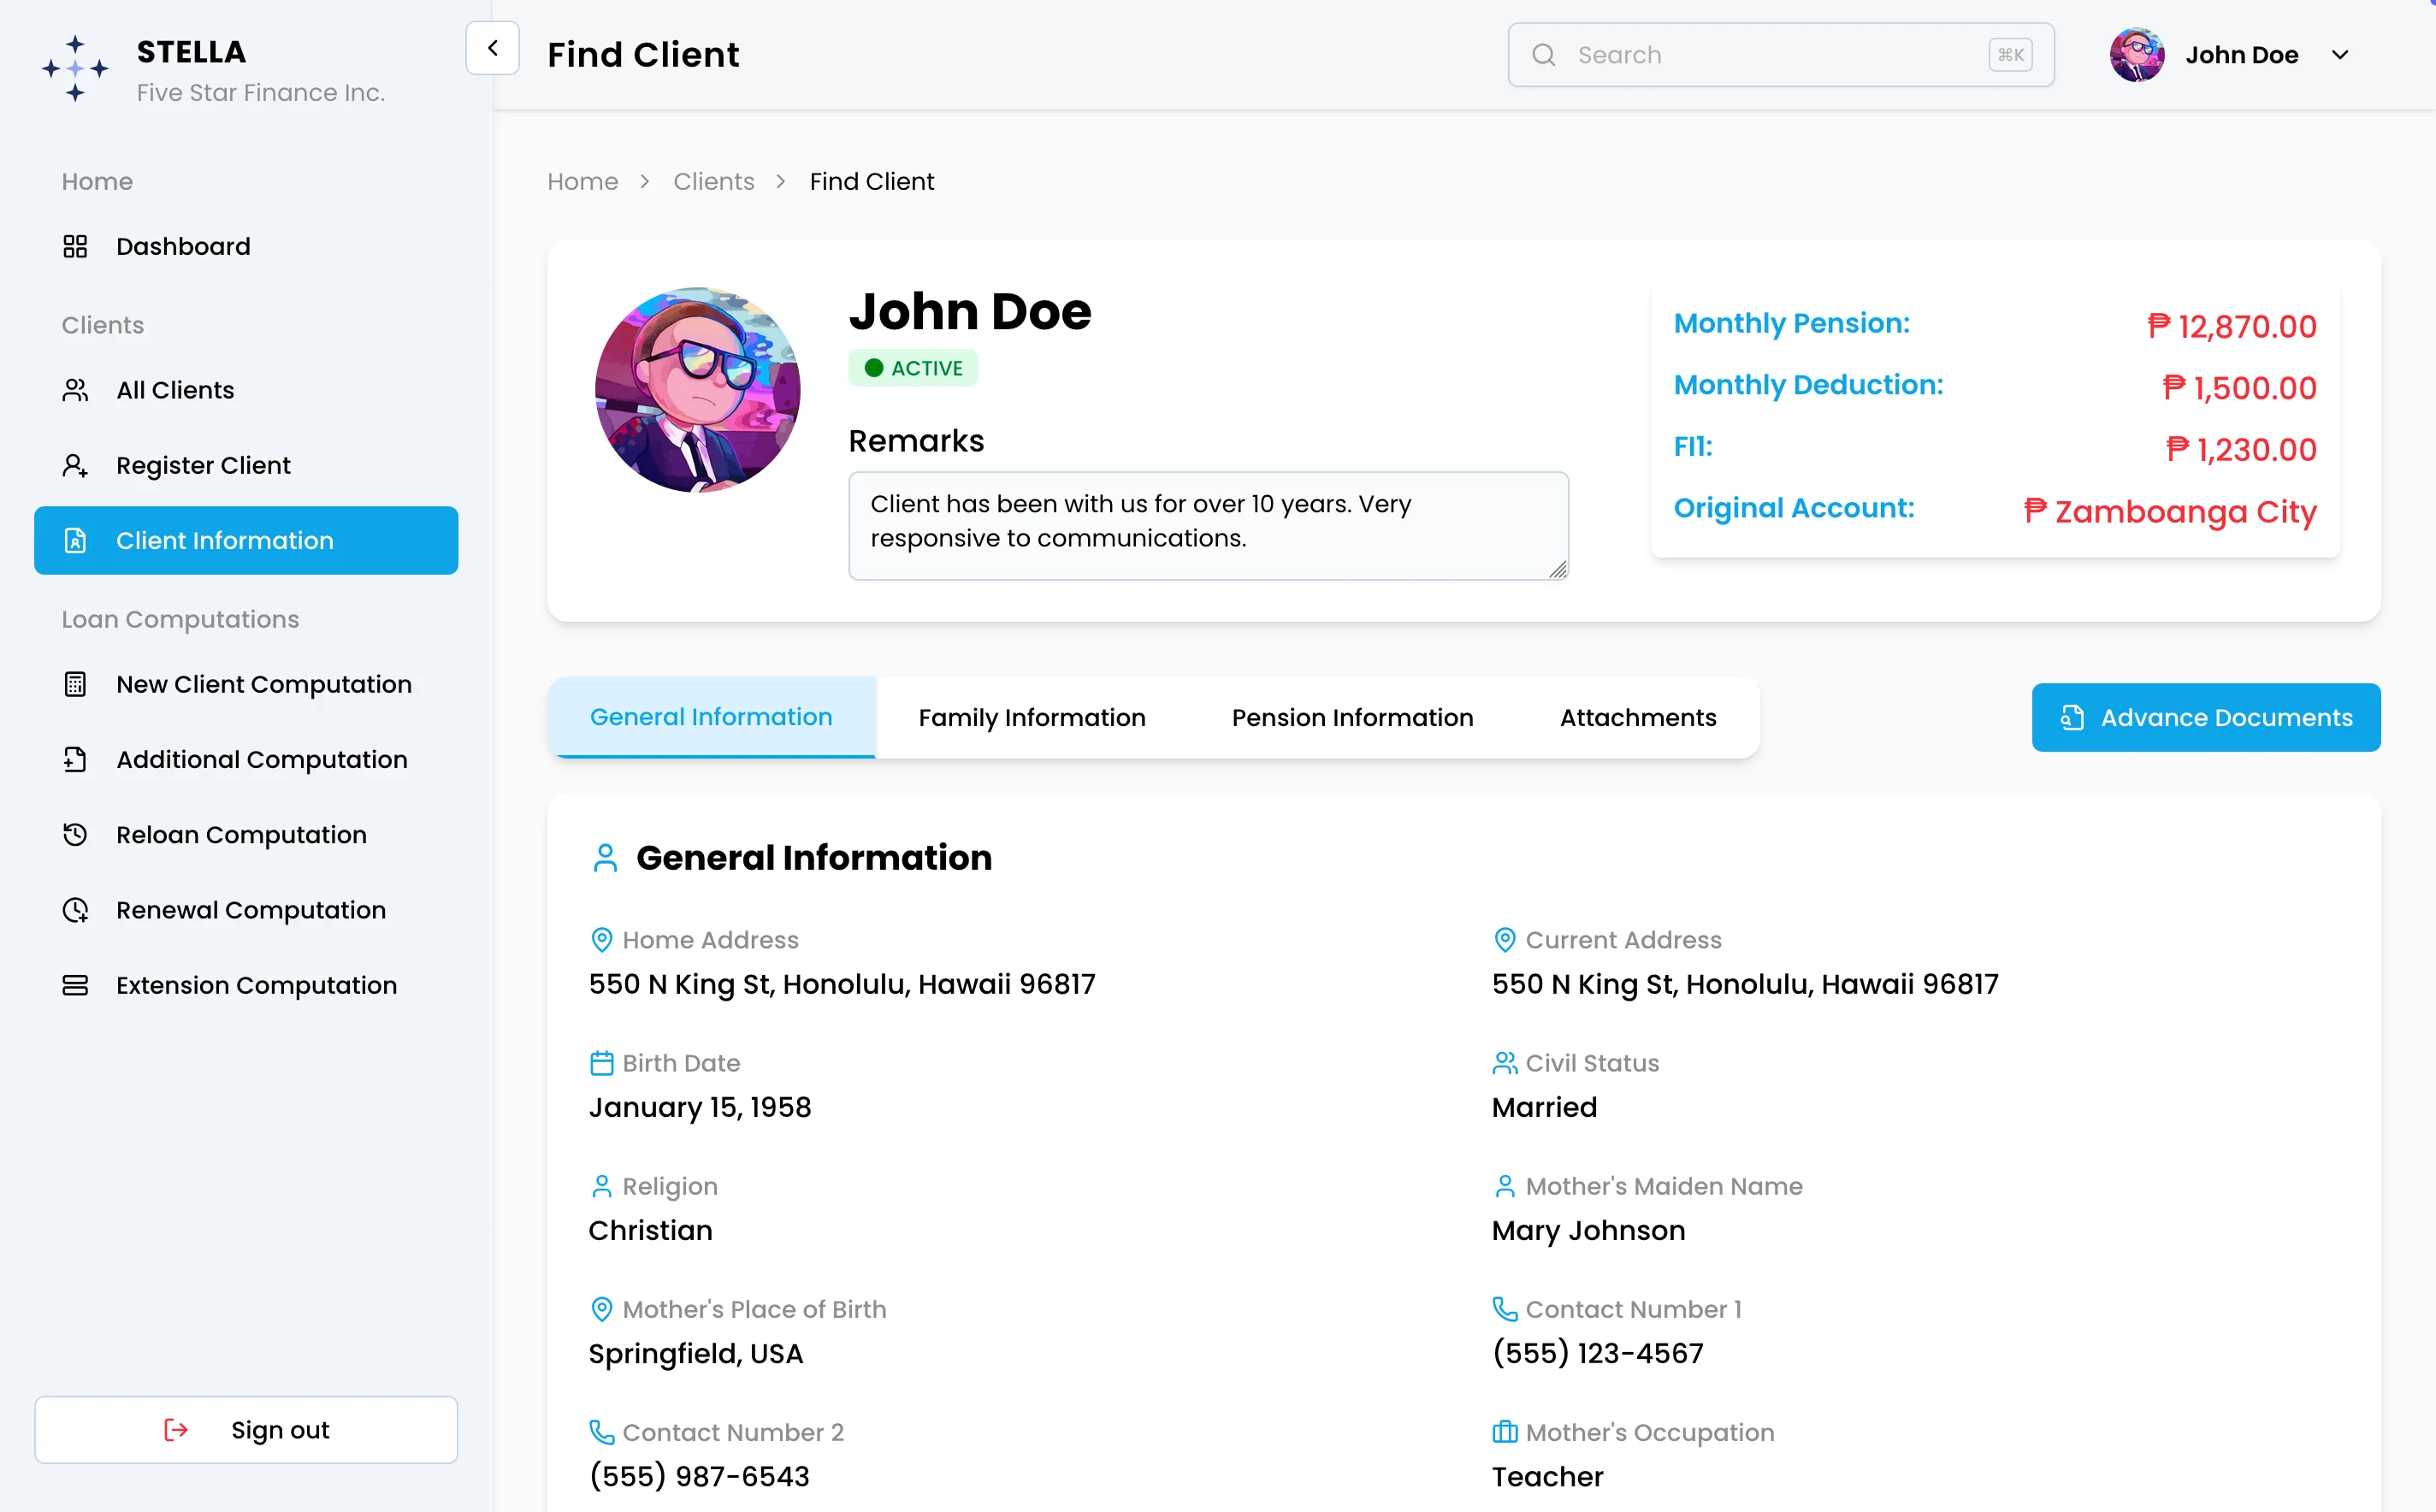 STELLA
Five Star Finance Inc.
Find Client
Search
⌘K
John Doe
Home
Dashboard
Clients
All Clients
Register Client
Client Information
Loan Computations
New Client Computation
Additional Computation
Reloan Computation
Renewal Computation
Extension Computation
Sign out
Home > Clients > Find Client
John Doe
ACTIVE
Remarks
Client has been with us for over 10 years. Very
responsive to communications.
Monthly Pension: ₱ 12,870.00
Monthly Deduction: ₱ 1,500.00
FI1: ₱ 1,230.00
Original Account: ₱ Zamboanga City
General Information
Family Information
Pension Information
Attachments
Advance Documents
General Information
Home Address
550 N King St, Honolulu, Hawaii 96817
Current Address
550 N King St, Honolulu, Hawaii 96817
Birth Date
January 15, 1958
Civil Status
Married
Religion
Christian
Mother's Maiden Name
Mary Johnson
Mother's Place of Birth
Springfield, USA
Contact Number 1
(555) 123-4567
Contact Number 2
(555) 987-6543
Mother's Occupation
Teacher